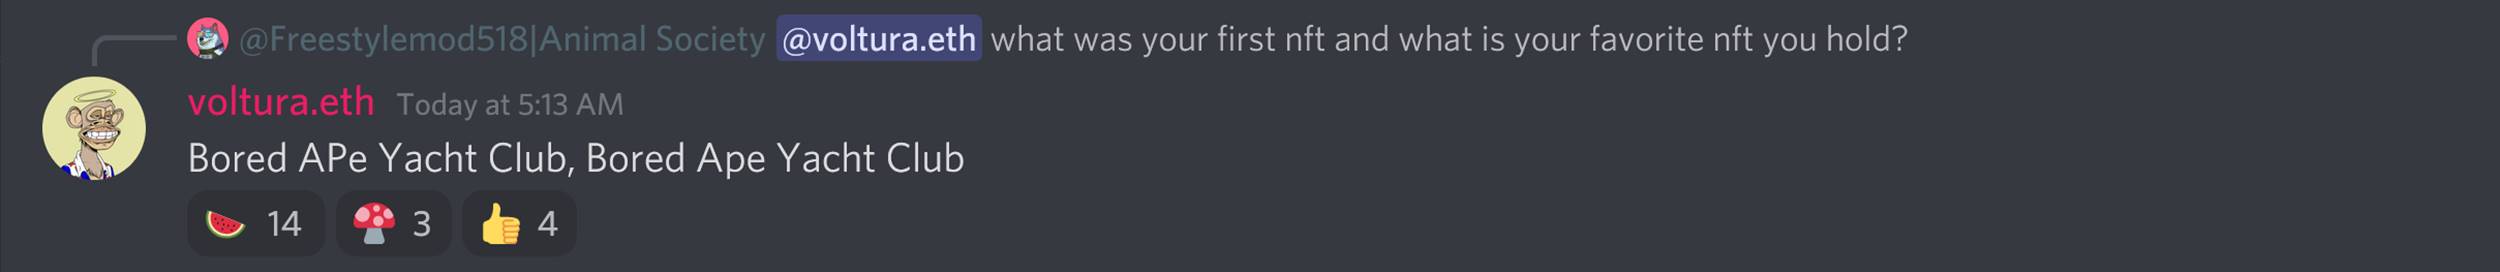 @Freestylemod518|Animal Society @voltura.eth what was your first nft and what is your favorite nft you hold?
voltura.eth Today at 5:13 AM
Bored APe Yacht Club, Bored Ape Yacht Club
14 3 4